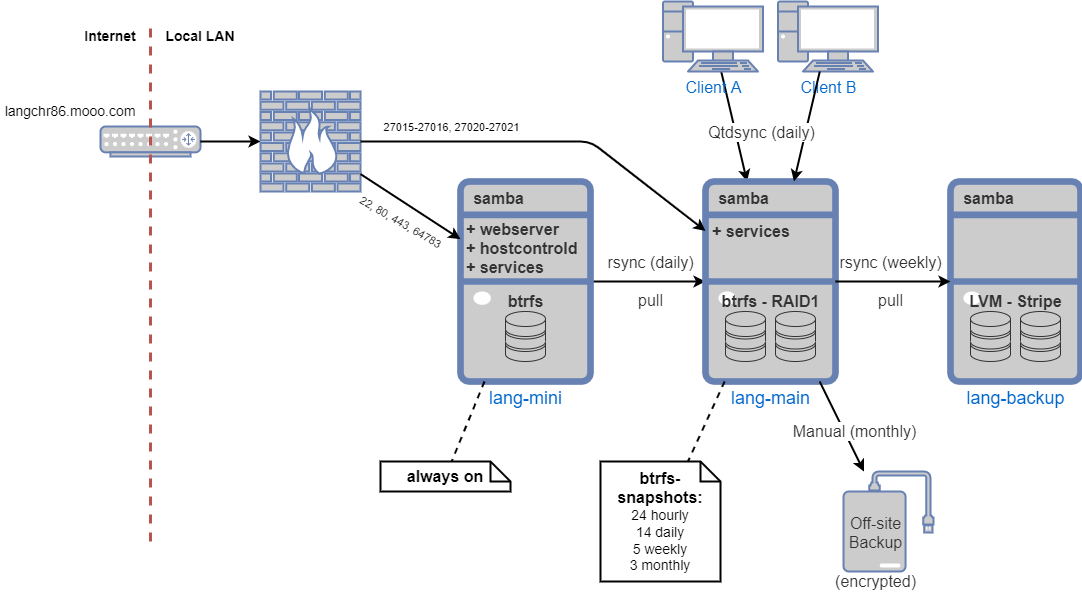 Internet
Local LAN
langchr86.mooo.com
27015-27016, 27020-27021
22, 80, 443, 64783
Client A
Client B
Qtdsync (daily)
samba
+ webserver
+ hostcontrold
+ services
btrfs
lang-mini
always on
rsync (daily)
pull
samba
+ services
btrfs - RAID1
lang-main
btrfs-
snapshots:
24 hourly
14 daily
5 weekly
3 monthly
rsync (weekly)
pull
samba
LVM - Stripe
lang-backup
Manual (monthly)
Off-site
Backup
(encrypted)